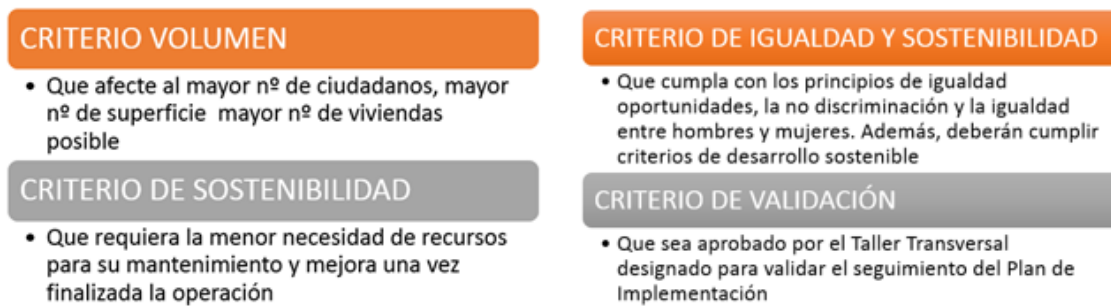 CRITERIO VOLUMEN
• Que afecte al mayor nº de ciudadanos, mayor
nº de superficie mayor nº de viviendas
posible
CRITERIO DE SOSTENIBILIDAD
• Que requiera la menor necesidad de recursos
para su mantenimiento y mejora una vez
finalizada la operación
CRITERIO DE IGUALDAD Y SOSTENIBILIDAD
• Que cumpla con los principios de igualdad
oportunidades, la no discriminación y la igualdad
entre hombres y mujeres. Además, deberán cumplir
criterios de desarrollo sostenible
CRITERIO DE VALIDACIÓN
• Que sea aprobado por el Taller Transversal
designado para validar el seguimiento del Plan de
Implementación